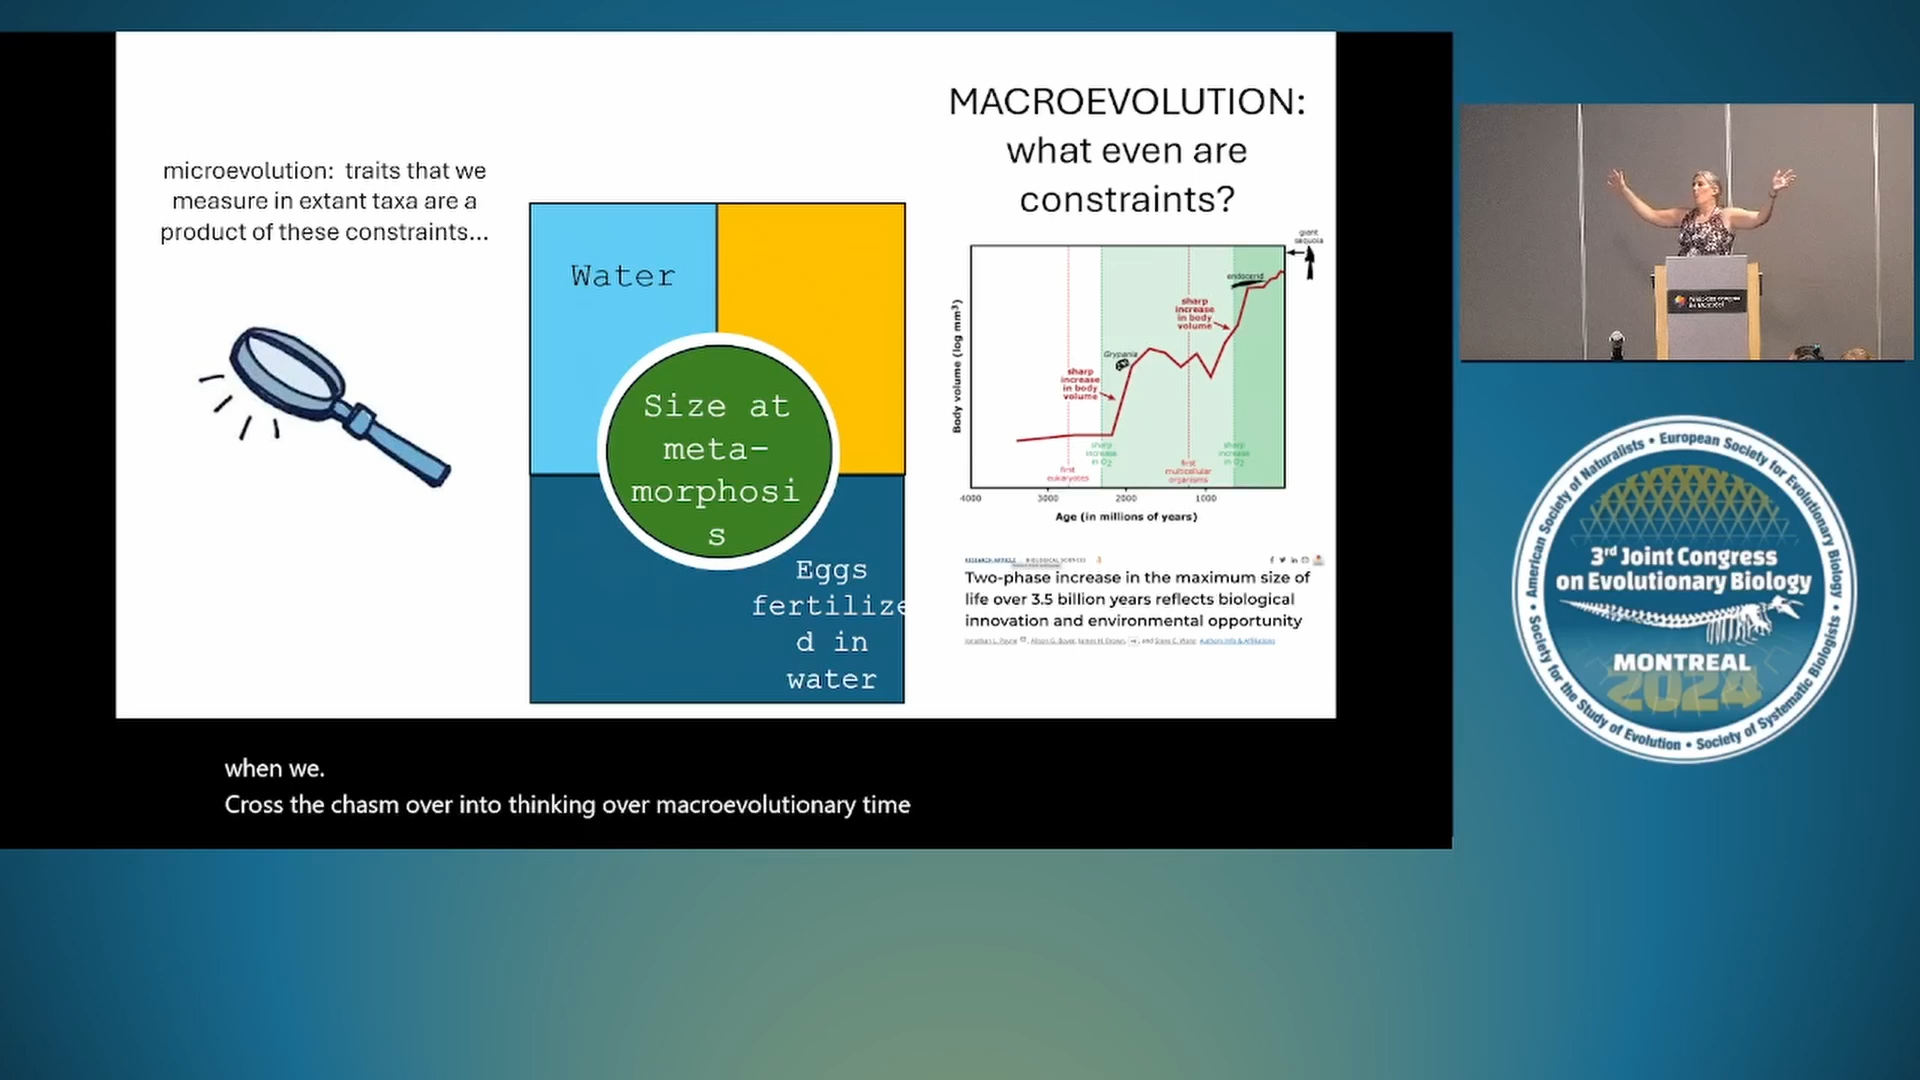 MACROEVOLUTION:
what even are
constraints?
microevolution:  traits that we
measure in extant taxa are a
product of these constraints...
Water
Size at
meta-
morphosi
s
Eggs
fertilize
d in
water
giant
sequoia
endocerid
sharp
increase
in body
volume
Grypania
sharp
increase
in body
volume
Body volume (log mm³)
sharp
increase
in O2
sharp
increase
in O2
first
eukaryotes
first
multicellular
organisms
4000
3000
2000
1000
Age (in millions of years)
RESEARCH ARTICLE
BIOLOGICAL SCIENCES
Two-phase increase in the maximum size of
life over 3.5 billion years reflects biological
innovation and environmental opportunity
Jonathan L. Payne, Alison G. Boyer, James H. Brown, and Steve C. Wang Authors Info & Affiliations
when we.
Cross the chasm over into thinking over macroevolutionary time
American Society of Naturalists • European Society for Evolutionary Biology • Society of Systematic Biologists • Society for the Study of Evolution •
3rd Joint Congress
on Evolutionary Biology
MONTREAL
2024